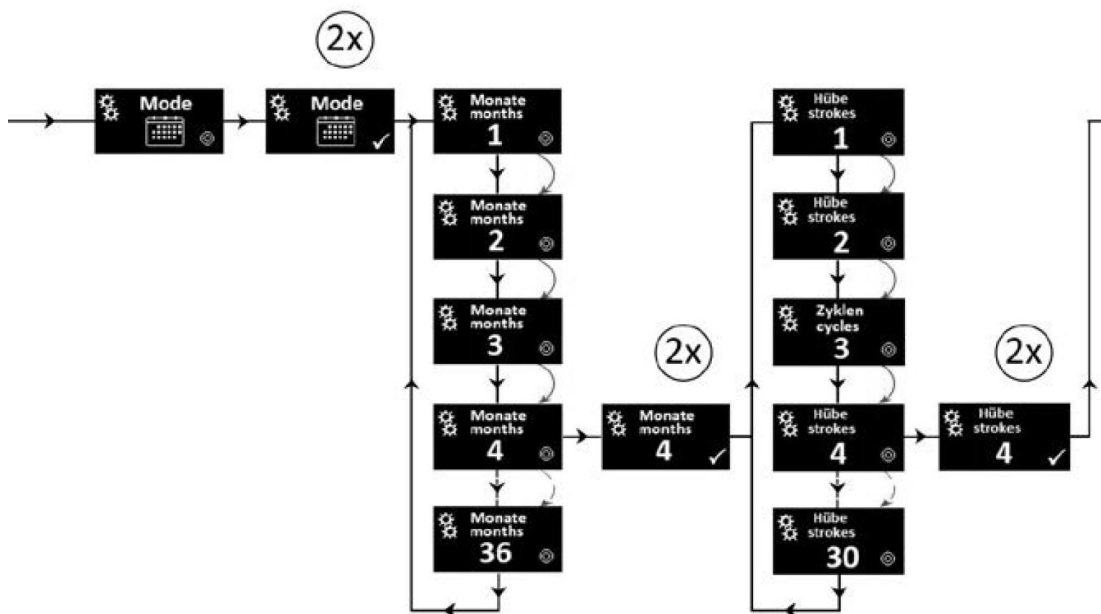 2x
Mode
Mode
Monate
months
1
Monate
months
2
Monate
months
3
Monate
months
4
Monate
months
36
2x
Monate
months
4
Hübe
strokes
1
Hübe
strokes
2
Zyklen
cycles
3
Hübe
strokes
4
Hübe
strokes
30
2x
Hübe
strokes
4